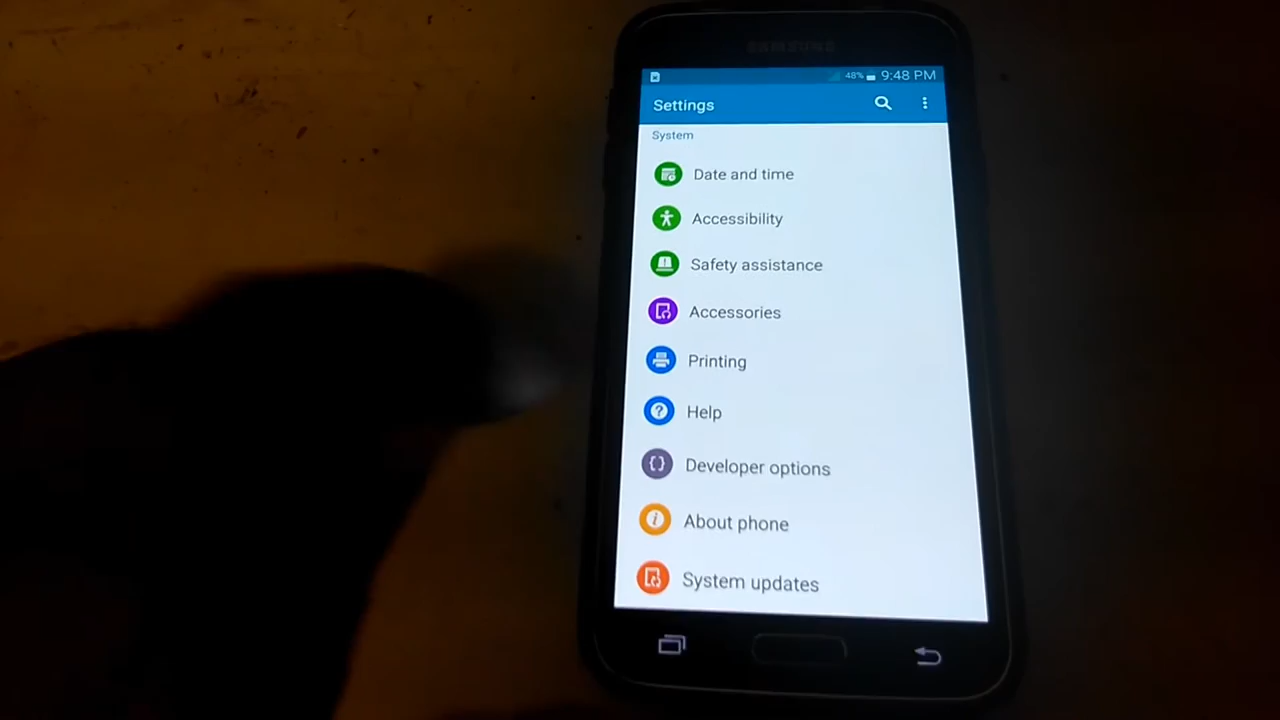 SAMSUNG
48% 9:48 PM
Settings
System
Date and time
Accessibility
Safety assistance
Accessories
Printing
Help
Developer options
About phone
System updates